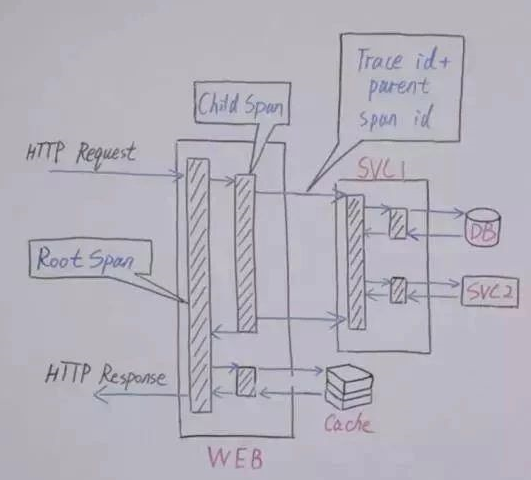 Trace id+
parent
span id
Child Span
HTTP Request
SVC1
DB
Root Span
SVC2
HTTP Response
Cache
WEB